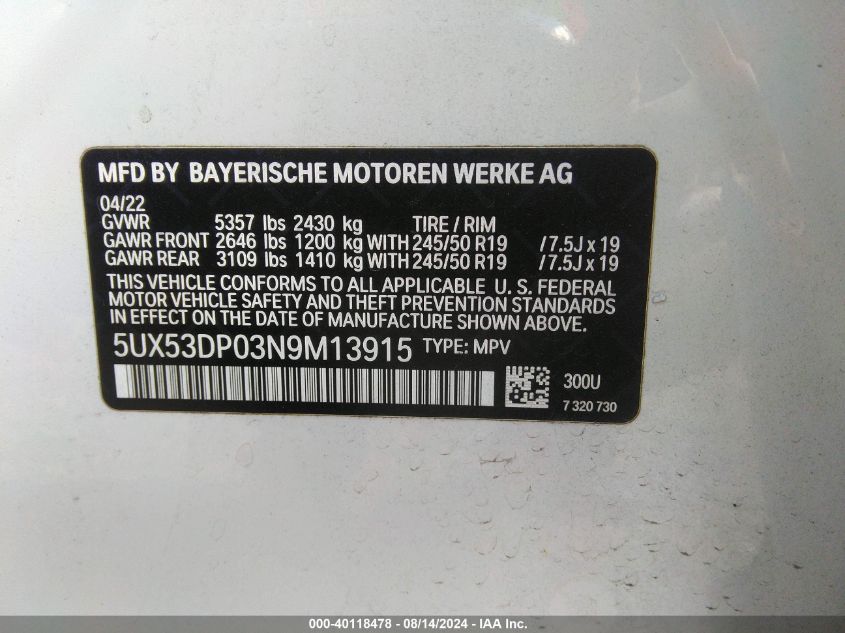 MFD BY BAYERISCHE MOTOREN WERKE AG
04/22
GVWR 5357 lbs 2430 kg TIRE / RIM
GAWR FRONT 2646 lbs 1200 kg WITH 245/50 R19 /7.5J x 19
GAWR REAR 3109 lbs 1410 kg WITH 245/50 R19 /7.5J x 19
THIS VEHICLE CONFORMS TO ALL APPLICABLE U. S. FEDERAL
MOTOR VEHICLE SAFETY AND THEFT PREVENTION STANDARDS
IN EFFECT ON THE DATE OF MANUFACTURE SHOWN ABOVE.
5UX53DP03N9M13915 TYPE: MPV
300U
7 320 730
000-40118478 - 08/14/2024 - IAA Inc.